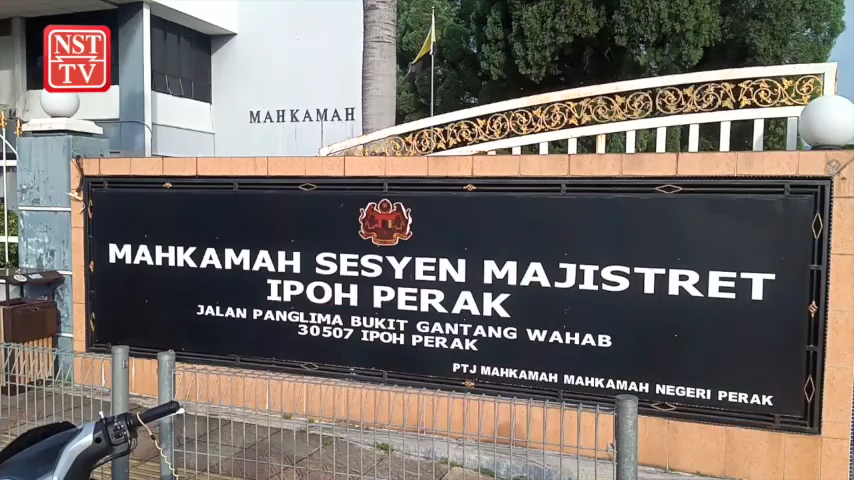 NST
TV
MAHKAMAH
MAHKAMAH SESYEN MAJISTRET
IPOH PERAK
JALAN PANGLIMA BUKIT GANTANG WAHAB
30507 IPOH PERAK
PTJ MAHKAMAH MAHKAMAH NEGERI PERAK